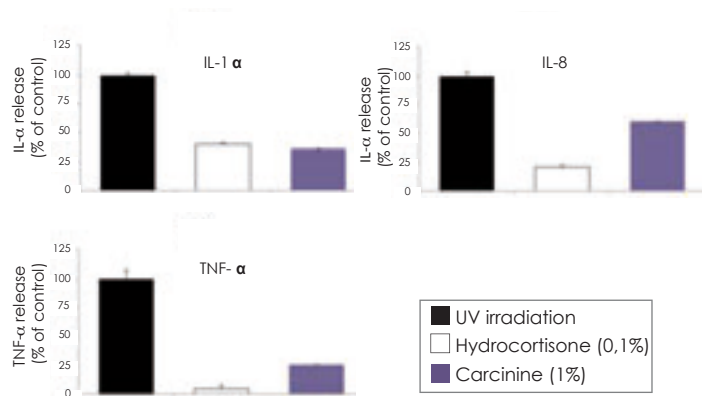 IL-1 α
IL-α release
(% of control)
125
100
75
50
25
0
IL-8
IL-α release
(% of control)
125
100
75
50
25
0
TNF- α
TNF-α release
(% of control)
125
100
75
50
25
0
UV irradiation
Hydrocortisone (0,1%)
Carcinine (1%)